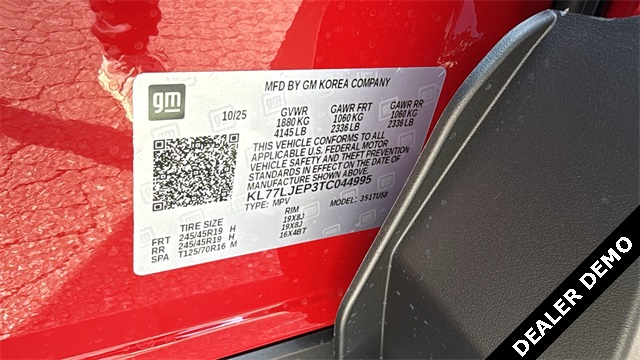 gm
MFD BY GM KOREA COMPANY
10/25 GVWR GAWR FRT GAWR RR
1880 KG 1060 KG 1060 KG
4145 LB 2336 LB 2336 LB
THIS VEHICLE CONFORMS TO ALL
APPLICABLE U.S. FEDERAL MOTOR
VEHICLE SAFETY AND THEFT PREVENTION
STANDARDS IN EFFECT ON THE DATE OF
MANUFACTURE SHOWN ABOVE.
KL77LJEP3TC044995
TYPE: MPV MODEL: 351TUS8
TIRE SIZE RIM
FRT 245/45R19 H 19X8J
RR 245/45R19 H 19X8J
SPA T125/70R16 M 16X4BT
DEALER DEMO